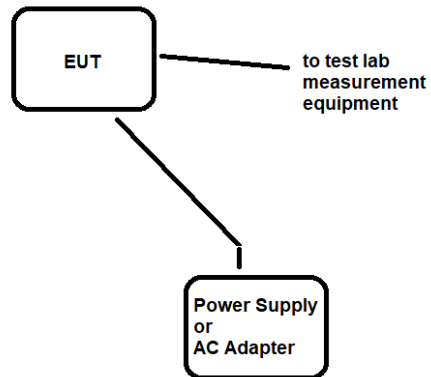 EUT
to test lab
measurement
equipment
Power Supply
or
AC Adapter